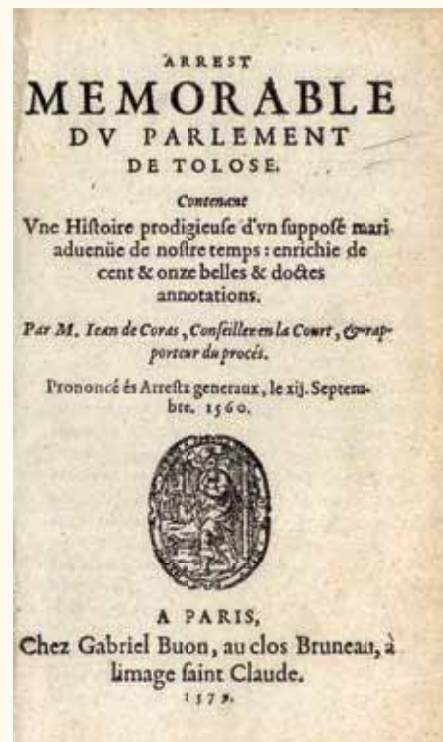 ARREST
MEMORABLE
DV PARLEMENT
DE TOLOSE.
Contenant
Vne Hiſtoire prodigieuſe d'vn ſuppoſé mari
aduenüe de noſtre temps : enrichie de
cent & onze belles & doctes
annotations.
Par M. Iean de Coras, Conſeiller en la Court, & rap-
porteur du procés.
Prononcé és Arreſtz generaux, le xij. Septem-
bre. 1560.
A PARIS,
Chez Gabriel Buon, au clos Bruneau, à
limage ſaint Claude.
1579.